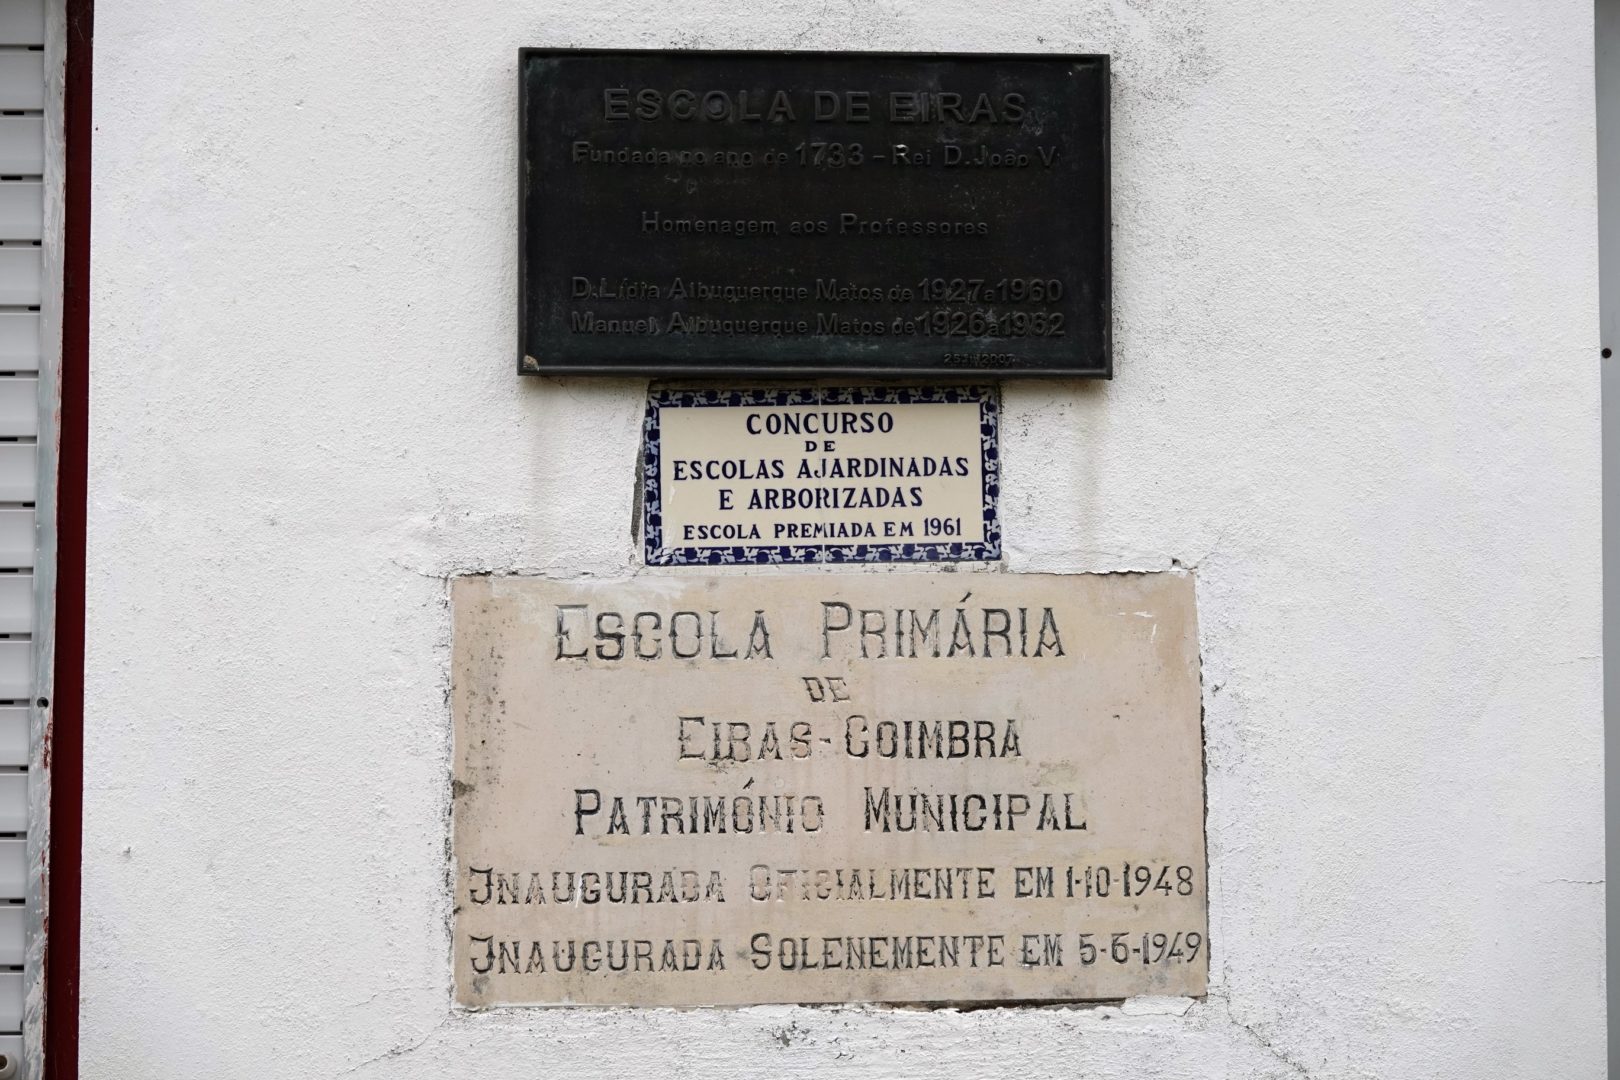 ESCOLA DE EIRAS
Fundada no ano de 1733 - Rei D. João V
Homenagem aos Professores
D. Lídia Albuquerque Matos de 1927 a 1960
Manuel Albuquerque Matos de 1926 a 1962
CONCURSO
DE
ESCOLAS AJARDINADAS
E ARBORIZADAS
ESCOLA PREMIADA EM 1961
ESCOLA PRIMÁRIA
DE
EIRAS-COIMBRA
PATRIMÓNIO MUNICIPAL
INAUGURADA OFICIALMENTE EM 1-10-1948
INAUGURADA SOLENEMENTE EM 5-6-1949